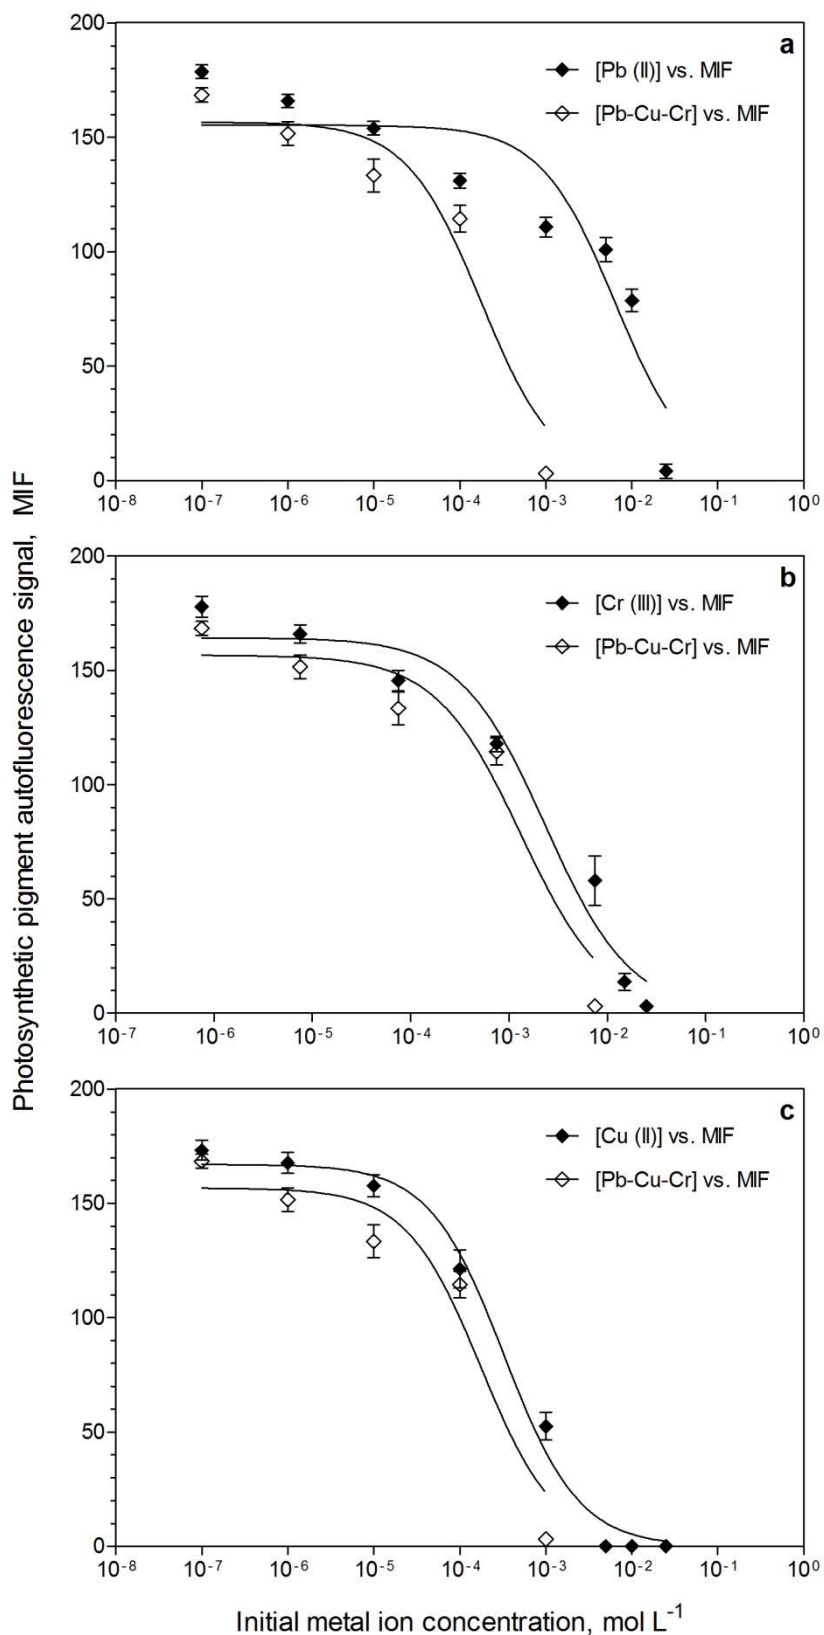 Photosynthetic pigment autofluorescence signal, MIF
a
[Pb (II)] vs. MIF
[Pb-Cu-Cr] vs. MIF
200
150
100
50
0
10⁻⁸ 10⁻⁷ 10⁻⁶ 10⁻⁵ 10⁻⁴ 10⁻³ 10⁻² 10⁻¹ 10⁰
b
[Cr (III)] vs. MIF
[Pb-Cu-Cr] vs. MIF
200
150
100
50
0
10⁻⁷ 10⁻⁶ 10⁻⁵ 10⁻⁴ 10⁻³ 10⁻² 10⁻¹ 10⁰
c
[Cu (II)] vs. MIF
[Pb-Cu-Cr] vs. MIF
200
150
100
50
0
10⁻⁸ 10⁻⁷ 10⁻⁶ 10⁻⁵ 10⁻⁴ 10⁻³ 10⁻² 10⁻¹ 10⁰
Initial metal ion concentration, mol L⁻¹